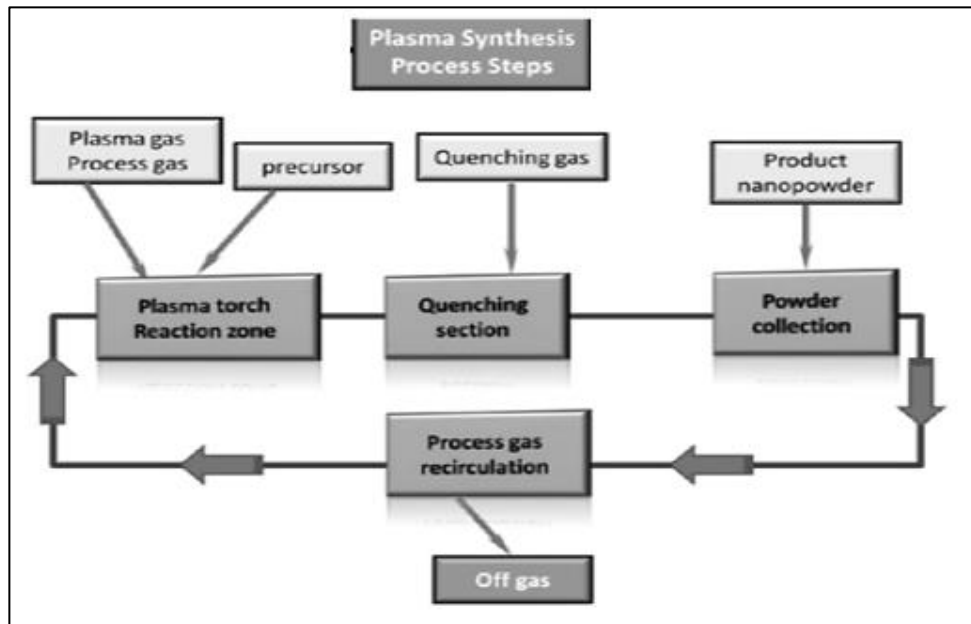 Plasma Synthesis
Process Steps
Plasma gas
Process gas
precursor
Quenching gas
Product
nanopowder
Plasma torch
Reaction zone
Quenching
section
Powder
collection
Process gas
recirculation
Off gas